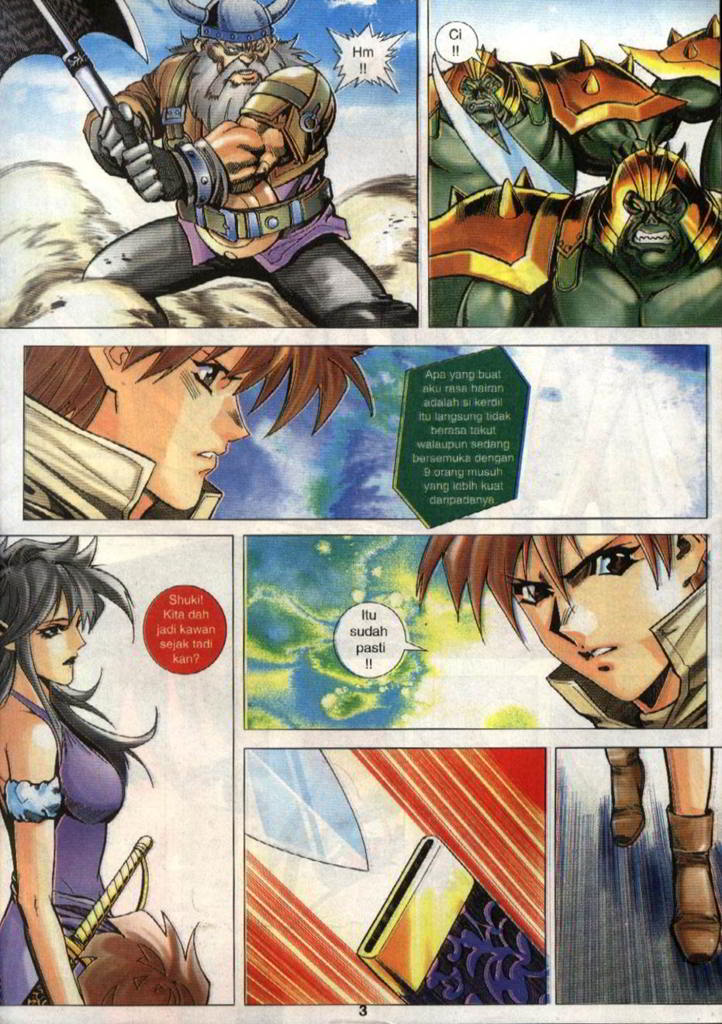 Hm
!!
Ci
!!
Apa yang buat
aku rasa hairan
adalah si kerdil
itu langsung tidak
berasa takut
walaupun sedang
bersemuka dengan
9 orang musuh
yang lebih kuat
daripadanya.
Shuki!
Kita dah
jadi kawan
sejak tadi
kan?
Itu
sudah
pasti
!!
3